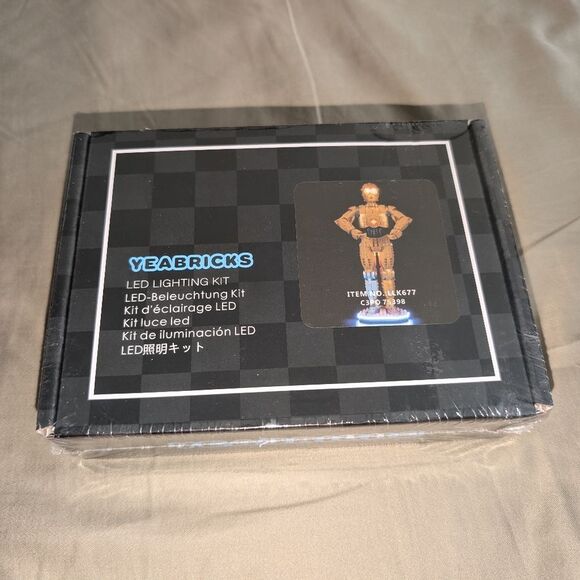 YEABRICKS
LED LIGHTING KIT
LED-Beleuchtung Kit
Kit d'éclairage LED
Kit luce led
Kit de iluminación LED
LED照明キット
ITEM NO.:LLK677
C3PO 75398